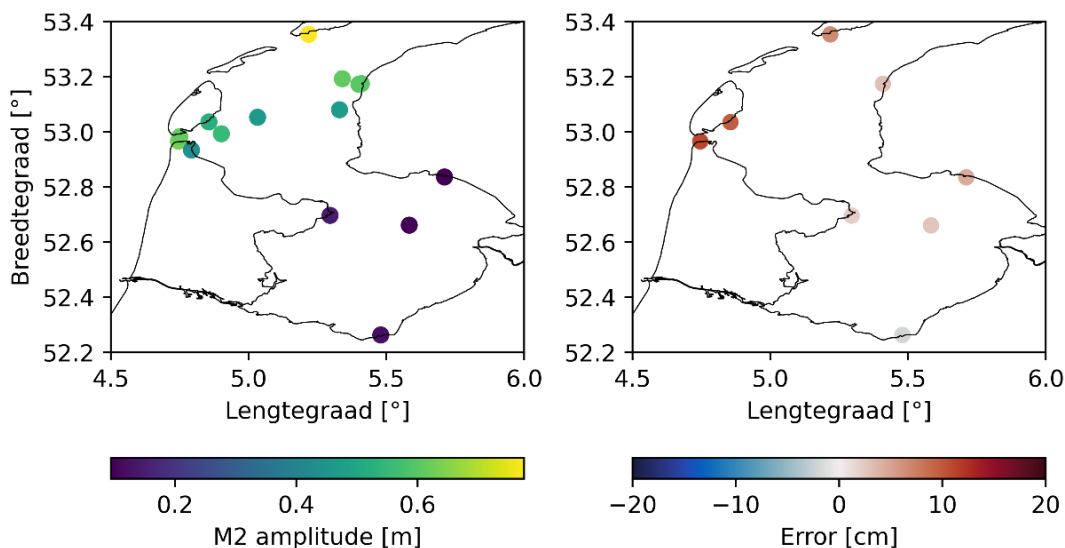 53.4
53.2
53.0
52.8
52.6
52.4
52.2
Breedtegraad [°]
4.5 5.0 5.5 6.0
Lengtegraad [°]
0.2 0.4 0.6
M2 amplitude [m]
53.4
53.2
53.0
52.8
52.6
52.4
52.2
4.5 5.0 5.5 6.0
Lengtegraad [°]
−20 −10 0 10 20
Error [cm]